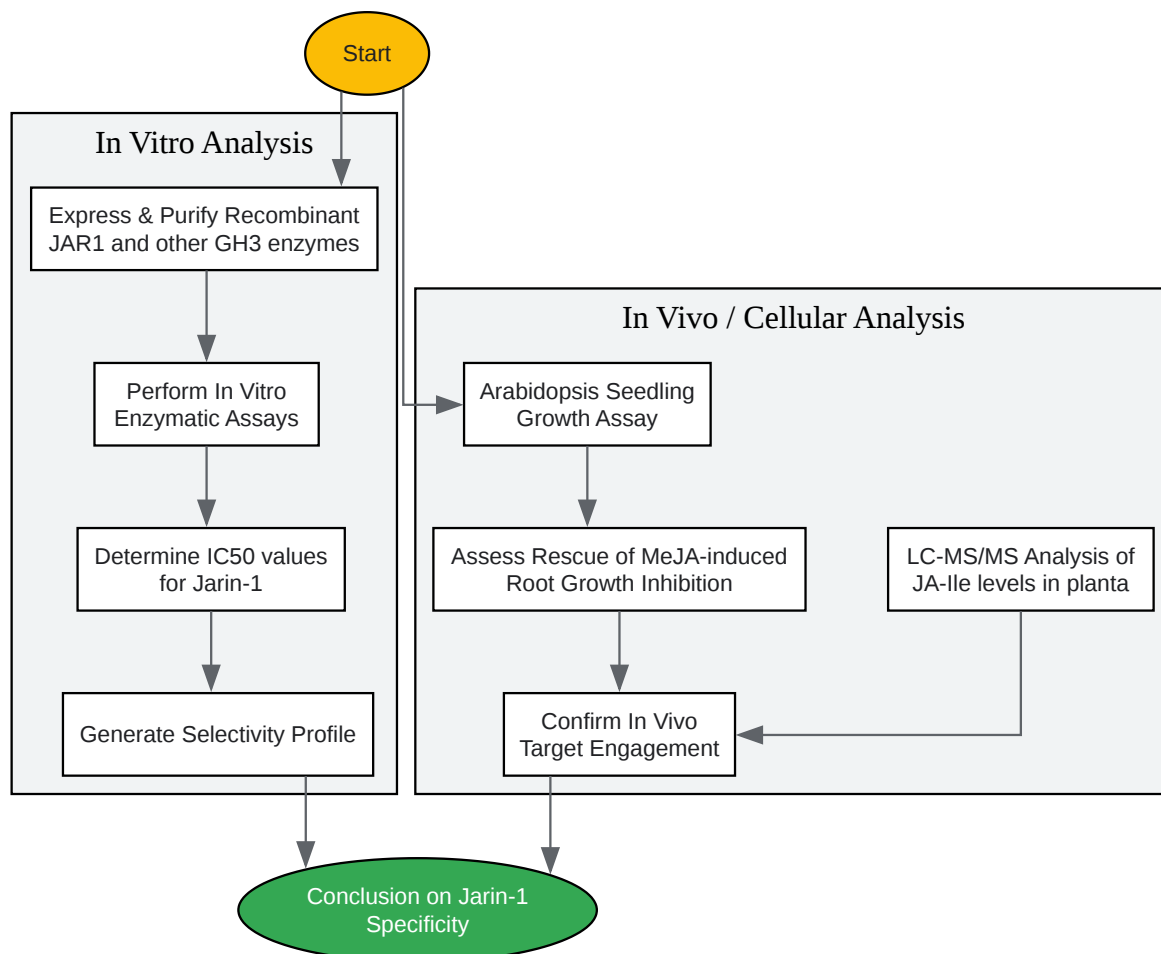 Start
In Vitro Analysis
Express & Purify Recombinant
JAR1 and other GH3 enzymes
Perform In Vitro
Enzymatic Assays
Determine IC50 values
for Jarin-1
Generate Selectivity Profile
In Vivo / Cellular Analysis
Arabidopsis Seedling
Growth Assay
Assess Rescue of MeJA-induced
Root Growth Inhibition
LC-MS/MS Analysis of
JA-Ile levels in planta
Confirm In Vivo
Target Engagement
Conclusion on Jarin-1
Specificity